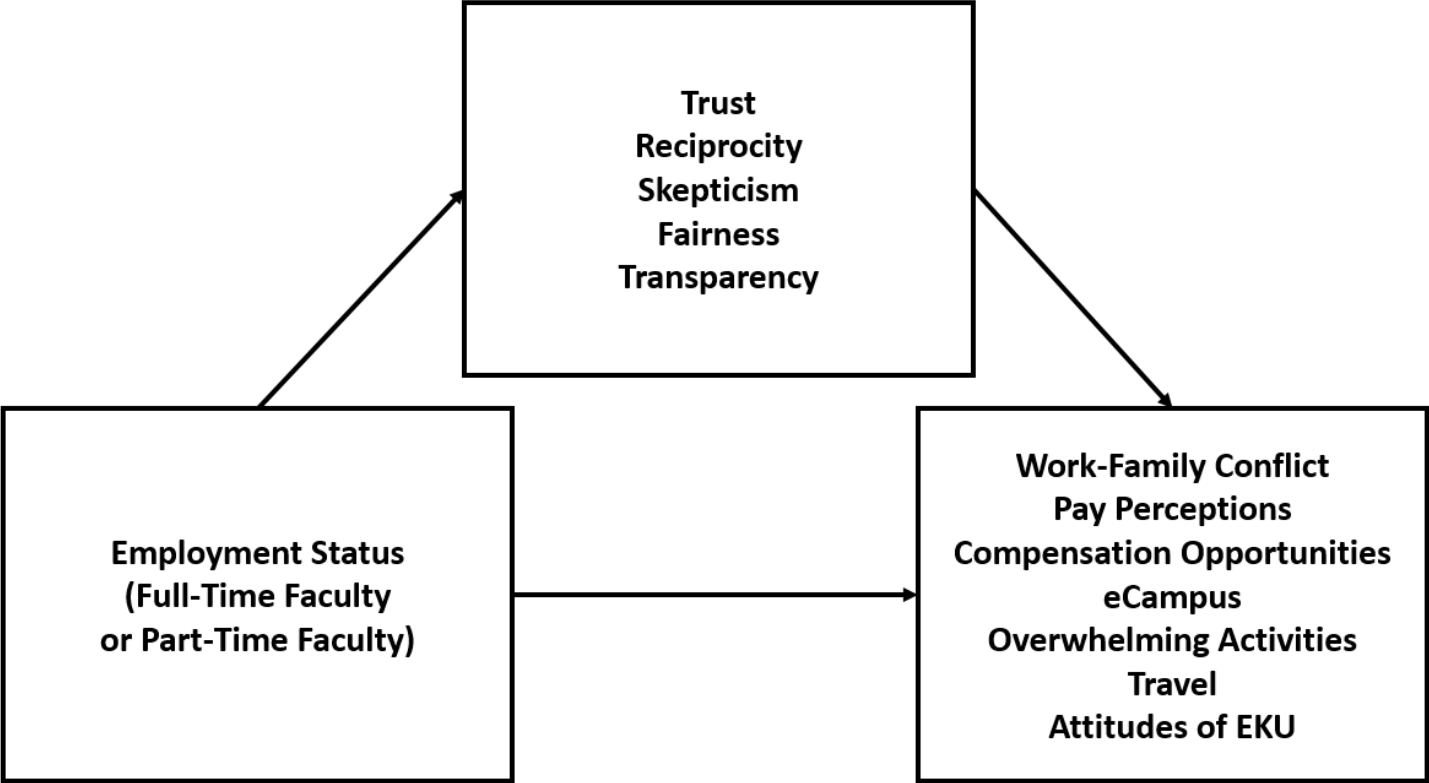 Trust
Reciprocity
Skepticism
Fairness
Transparency
Employment Status
(Full-Time Faculty
or Part-Time Faculty)
Work-Family Conflict
Pay Perceptions
Compensation Opportunities
eCampus
Overwhelming Activities
Travel
Attitudes of EKU